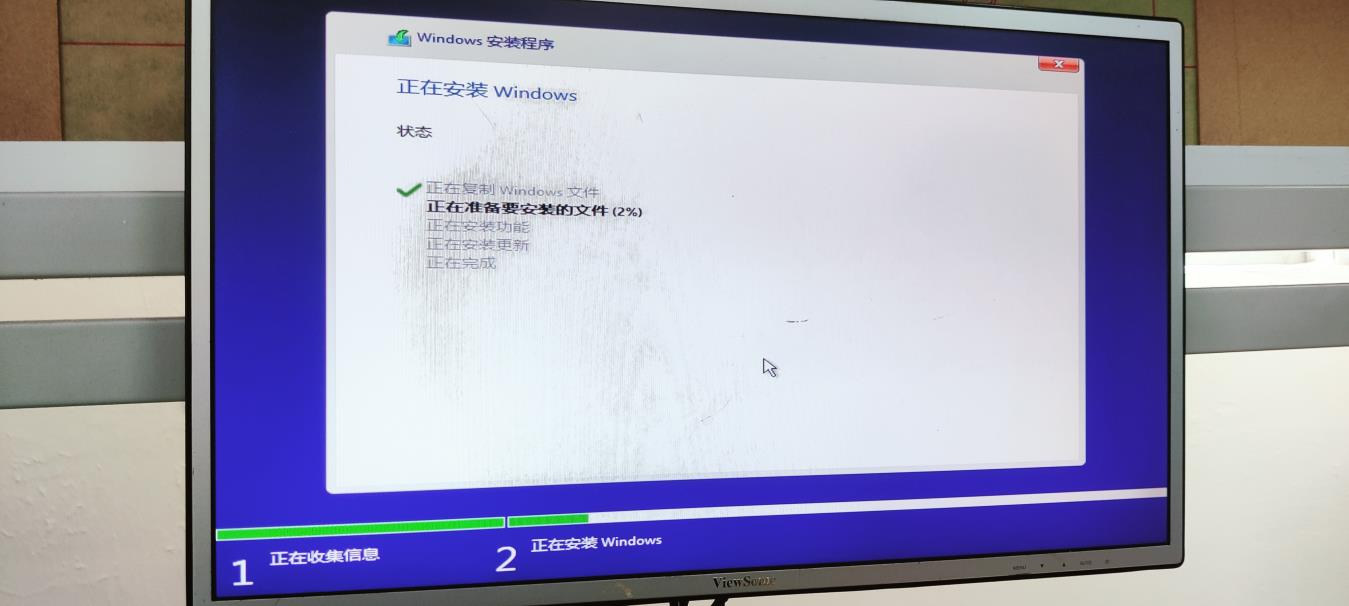 Windows 安装程序
正在安装 Windows
状态
正在复制 Windows 文件
正在准备要安装的文件 (2%)
正在安装功能
正在安装更新
正在完成
1 正在收集信息
2 正在安装 Windows
ViewSonic
MENU
AUTO